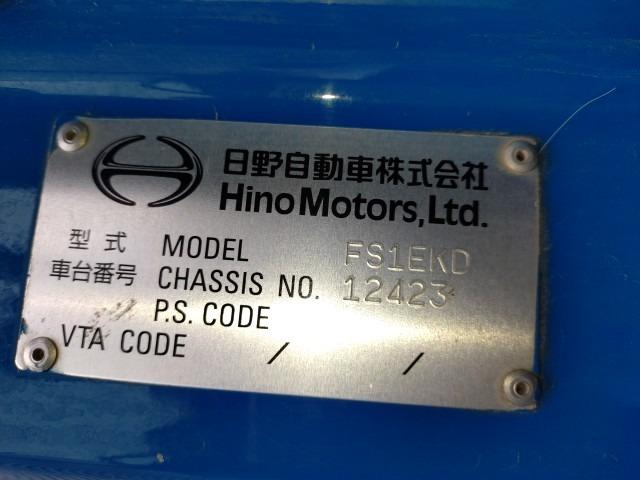 日野自動車株式会社
Hino Motors, Ltd.
型式 MODEL FS1EKD
車台番号 CHASSIS NO. 12423
P.S. CODE
VTA CODE / /